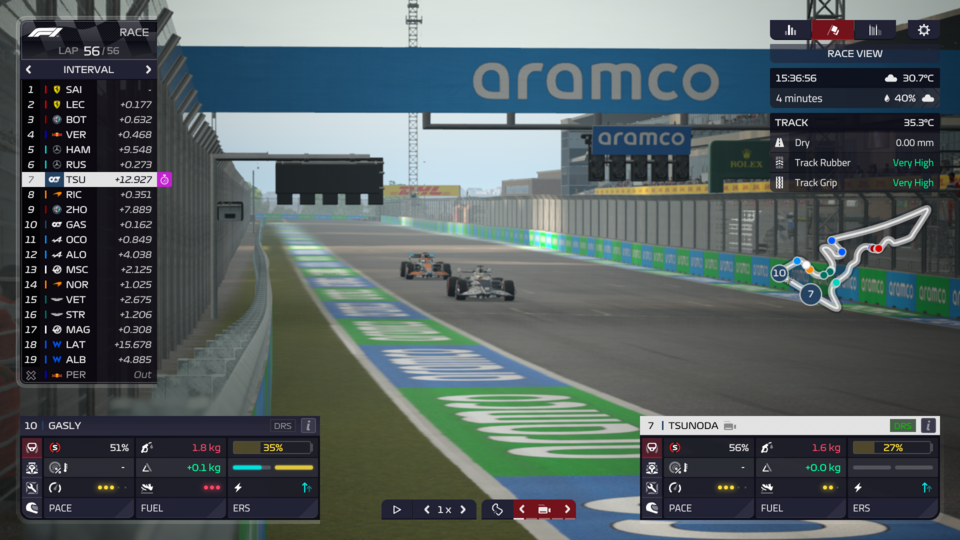 F1 RACE
LAP 56/56
INTERVAL
1 SAI -
2 LEC +0.177
3 BOT +0.632
4 VER +0.468
5 HAM +9.548
6 RUS +0.273
7 TSU +12.927
8 RIC +0.351
9 ZHO +7.889
10 GAS +0.162
11 OCO +0.849
12 ALO +4.038
13 MSC +2.125
14 NOR +1.025
15 VET +2.675
16 STR +1.206
17 MAG +0.308
18 LAT +15.678
19 ALB +4.885
PER Out
aramco
aramco
ROLEX
DHL
RACE VIEW
15:36:56 30.7°C
4 minutes 40%
TRACK 35.3°C
Dry 0.00 mm
Track Rubber Very High
Track Grip Very High
10
7
aramco
aramco
aramco
aramco
aramco
aramco
10 GASLY DRS i
S 51% 1.8 kg 35%
- +0.1 kg
PACE FUEL ERS
1x
7 TSUNODA DRS i
S 56% 1.6 kg 27%
- +0.0 kg
PACE FUEL ERS